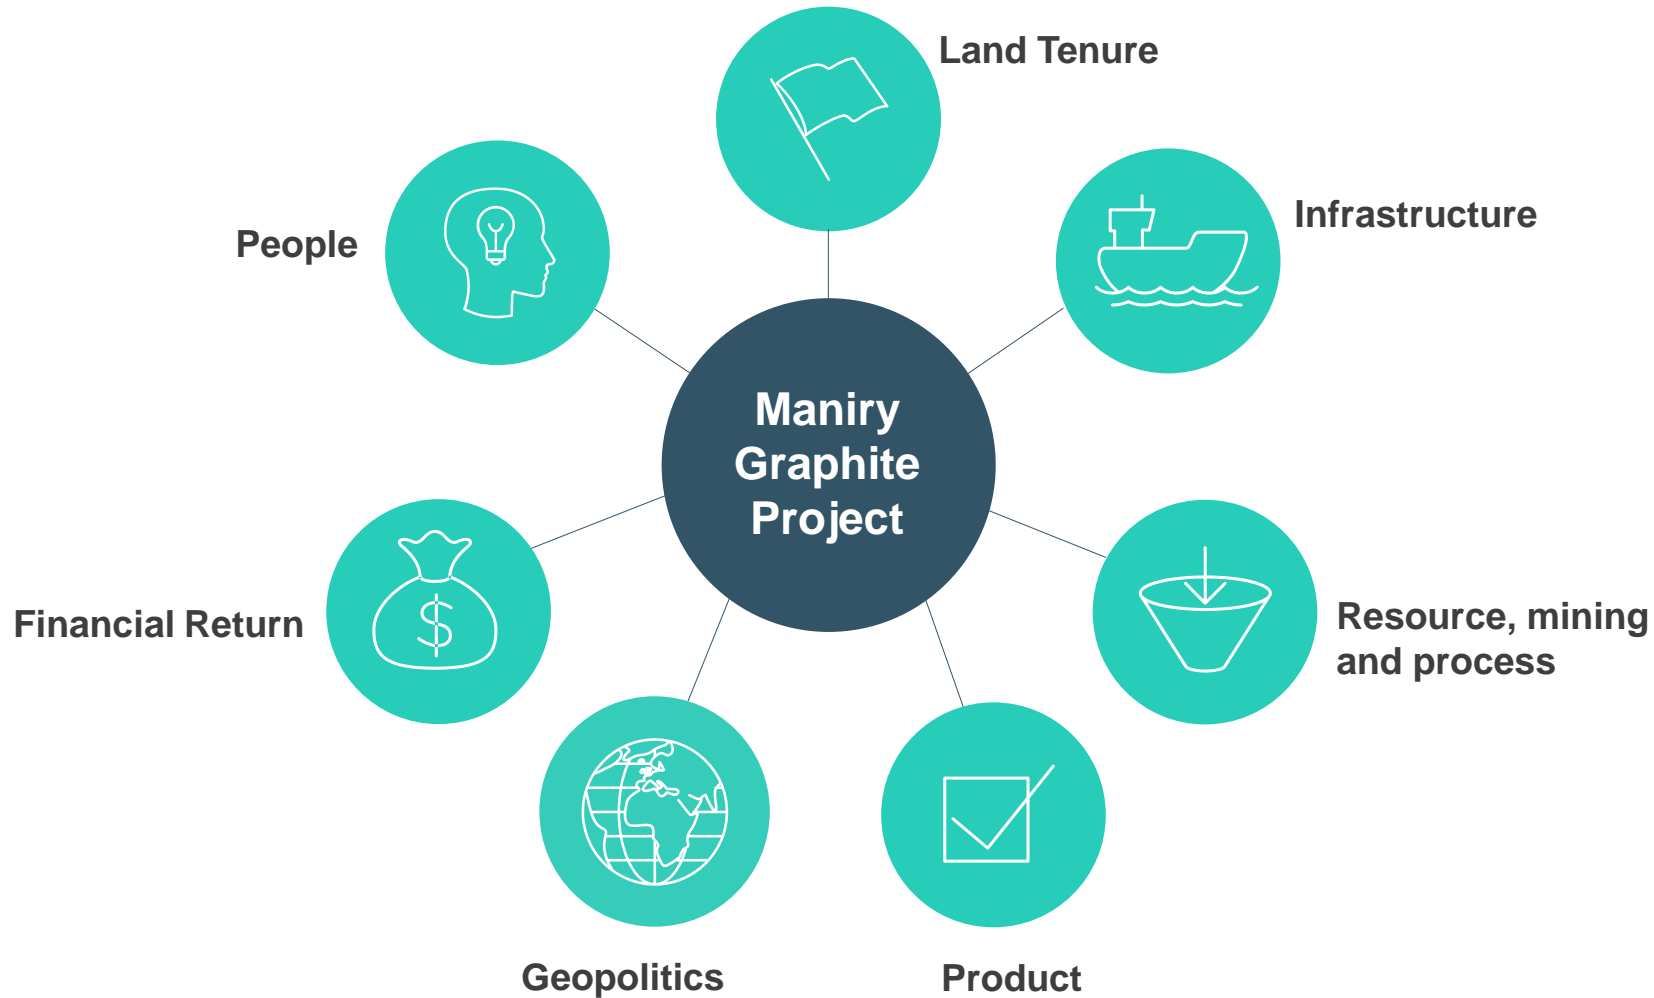 Land Tenure
Infrastructure
People
Maniry
Graphite
Project
Financial Return
Resource, mining
and process
$
Geopolitics
Product